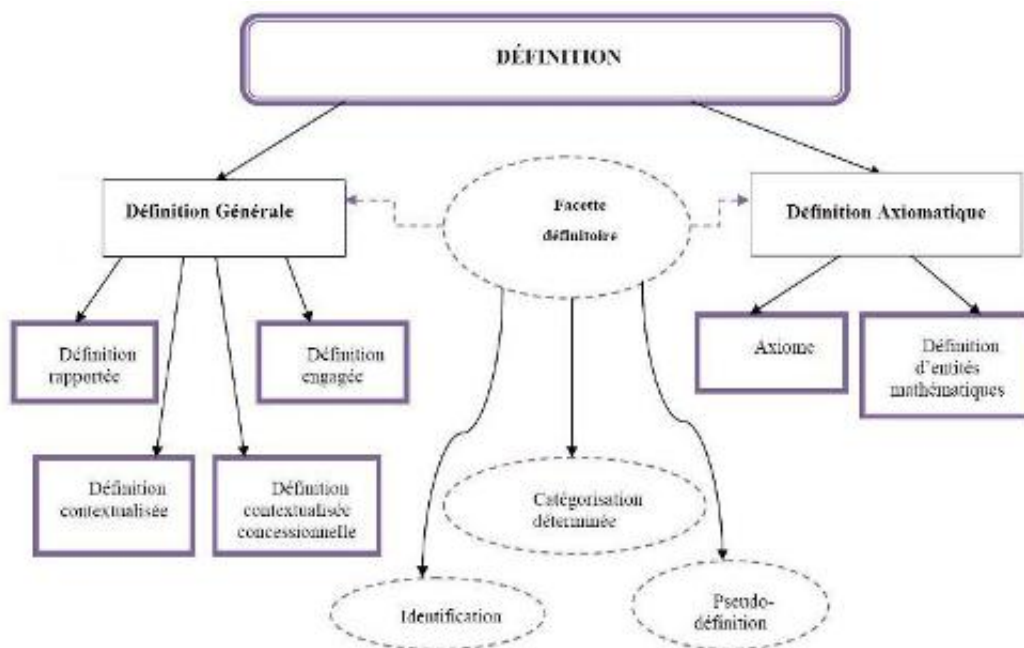 DÉFINITION
Définition Générale
Facette
définitoire
Définition Axiomatique
Définition
rapportée
Définition
engagée
Axiome
Définition
d'entités
mathématiques
Définition
contextualisée
Définition
contextualisée
concessionnelle
Catégorisation
déterminée
Identification
Pseudo-
définition